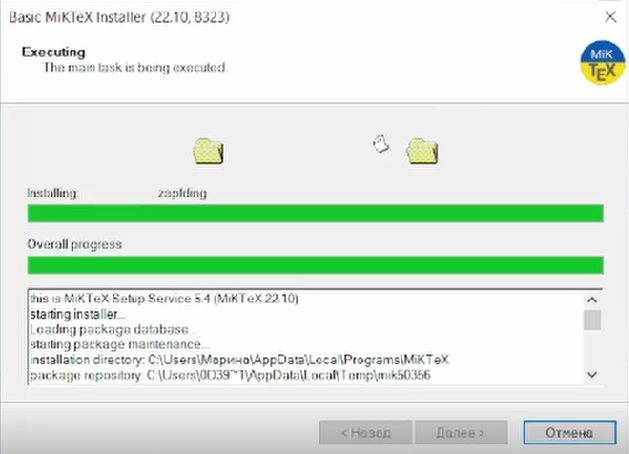 Basic MiKTeX Installer (22.10, 8323)
Executing
The main task is being executed.
MiK
TEX
Installing:
zapfding
Overall progress
this is MiKTeX Setup Service 5.4 (MiKTeX 22.10)
starting installer...
Loading package database...
starting package maintenance...
installation directory: C:\Users\Марина\AppData\Local\Programs\MiKTeX
package repository: C:\Users\0D39~1\AppData\Local\Temp\mik50356
< Назад
Далее >
Отмена